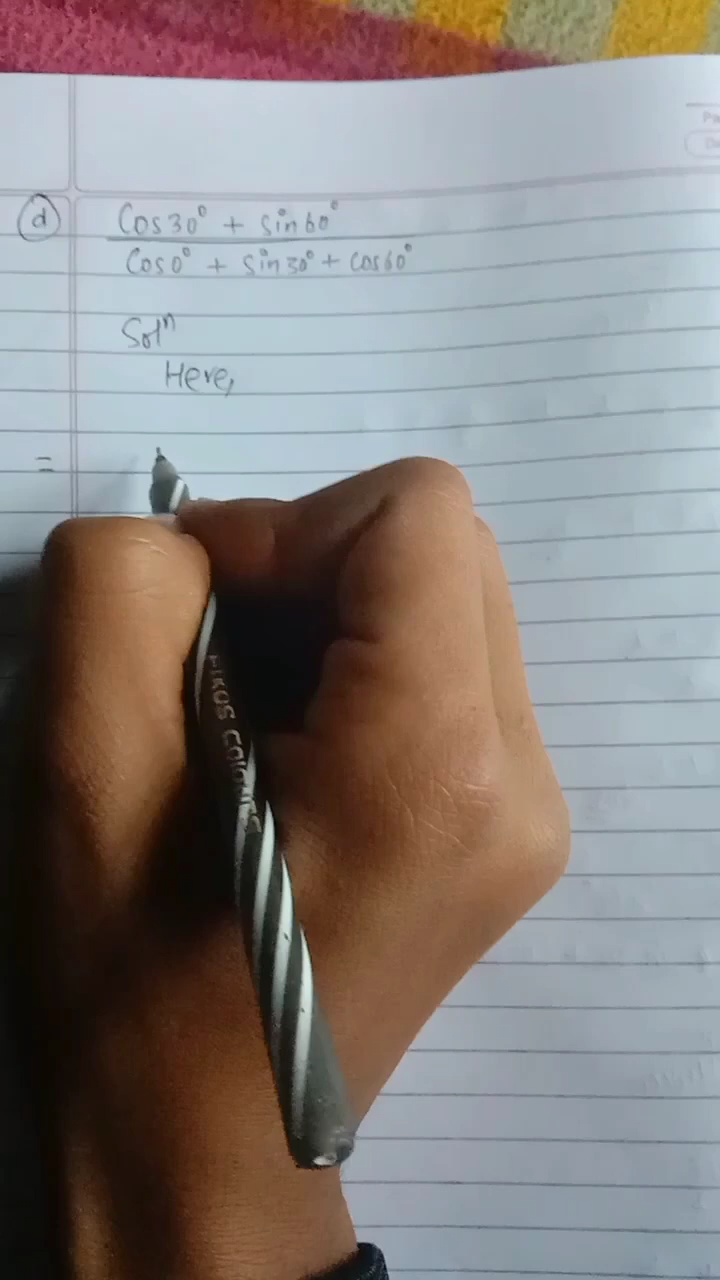 d
Cos30° + Sin60°
Cos0° + Sin30° + Cos60°
Solⁿ
Here,
=